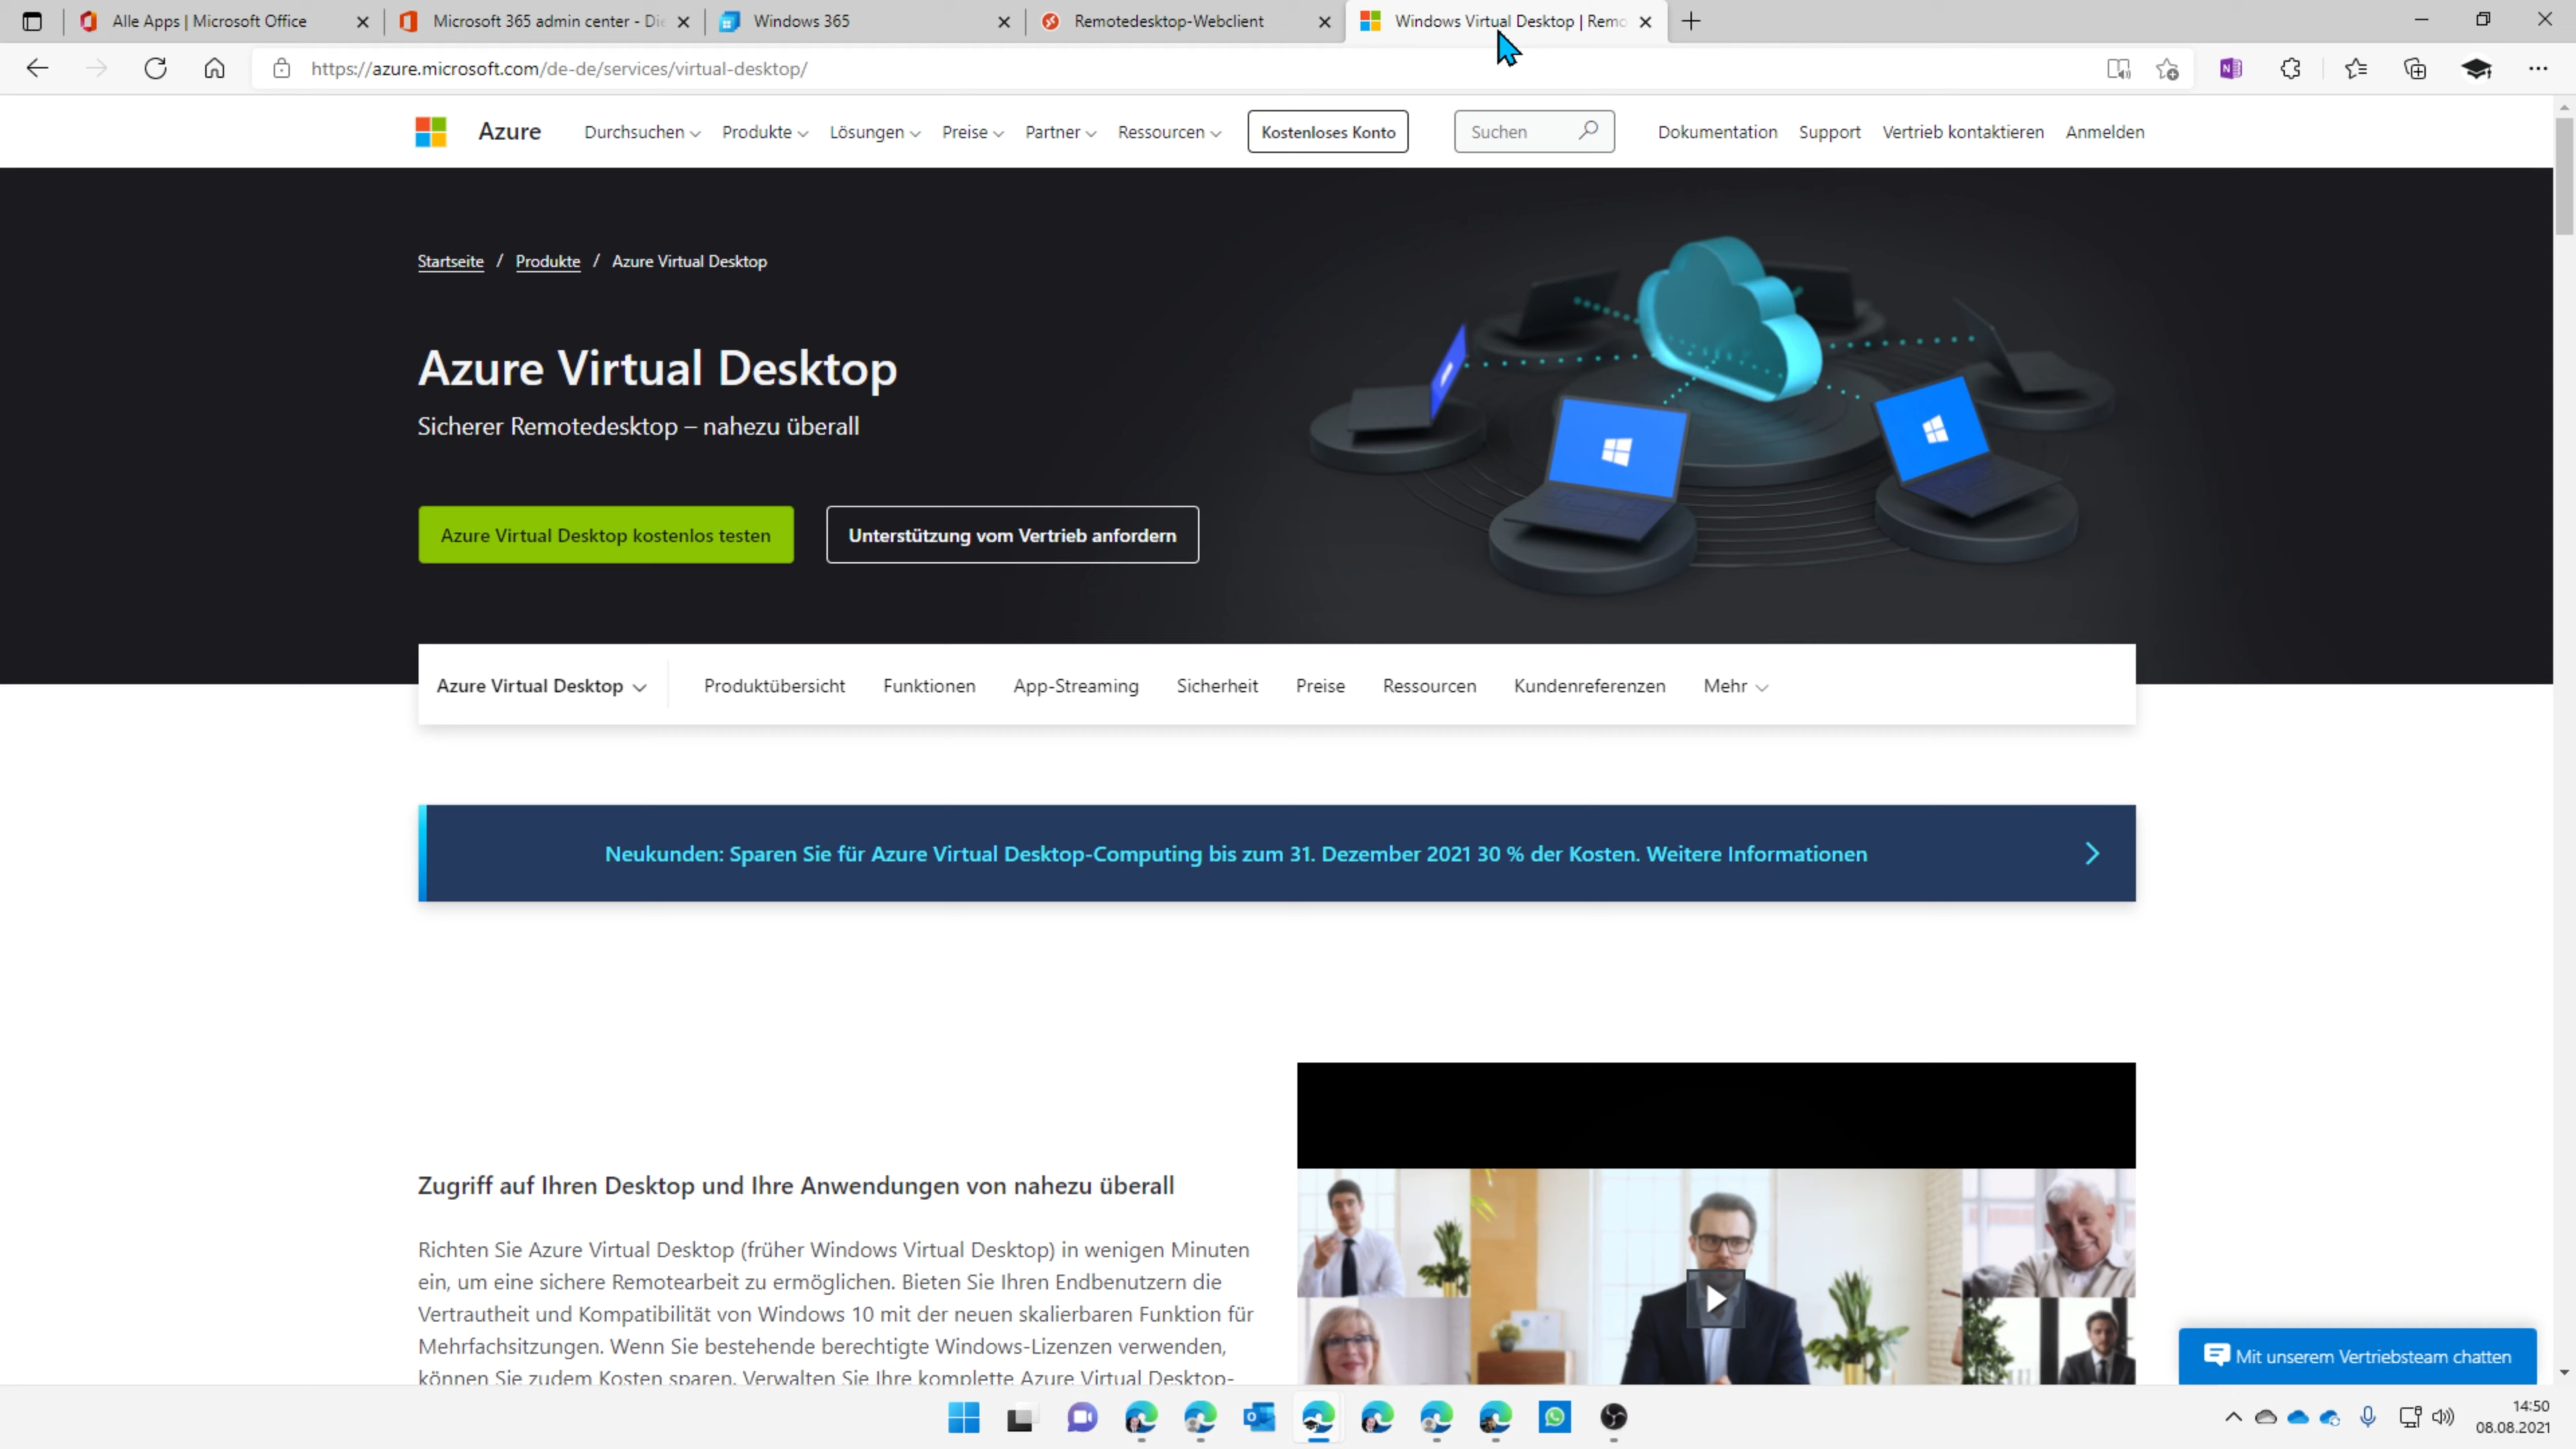 Alle Apps | Microsoft Office
Microsoft 365 admin center - Die
Windows 365
Remotedesktop-Webclient
Windows Virtual Desktop | Remo
https://azure.microsoft.com/de-de/services/virtual-desktop/
Azure
Durchsuchen
Produkte
Lösungen
Preise
Partner
Ressourcen
Kostenloses Konto
Suchen
Dokumentation
Support
Vertrieb kontaktieren
Anmelden
Startseite / Produkte / Azure Virtual Desktop
Azure Virtual Desktop
Sicherer Remotedesktop – nahezu überall
Azure Virtual Desktop kostenlos testen
Unterstützung vom Vertrieb anfordern
Azure Virtual Desktop
Produktübersicht
Funktionen
App-Streaming
Sicherheit
Preise
Ressourcen
Kundenreferenzen
Mehr
Neukunden: Sparen Sie für Azure Virtual Desktop-Computing bis zum 31. Dezember 2021 30 % der Kosten. Weitere Informationen
Zugriff auf Ihren Desktop und Ihre Anwendungen von nahezu überall
Richten Sie Azure Virtual Desktop (früher Windows Virtual Desktop) in wenigen Minuten
ein, um eine sichere Remotearbeit zu ermöglichen. Bieten Sie Ihren Endbenutzern die
Vertrautheit und Kompatibilität von Windows 10 mit der neuen skalierbaren Funktion für
Mehrfachsitzungen. Wenn Sie bestehende berechtigte Windows-Lizenzen verwenden,
können Sie zudem Kosten sparen. Verwalten Sie Ihre komplette Azure Virtual Desktop-
Mit unserem Vertriebsteam chatten
14:50
08.08.2021